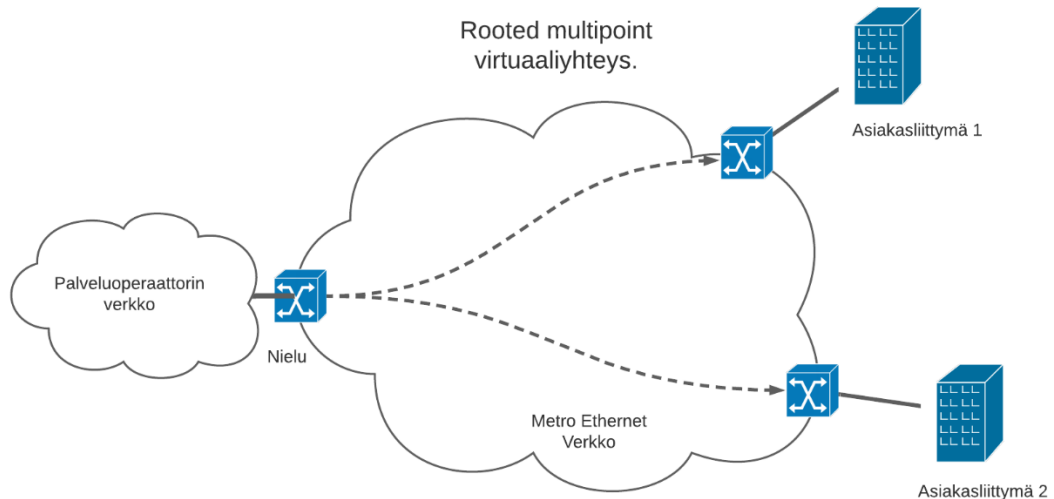 Rooted multipoint
virtuaaliyhteys.
Asiakasliittymä 1
Palveluoperaattorin
verkko
Nielu
Metro Ethernet
Verkko
Asiakasliittymä 2